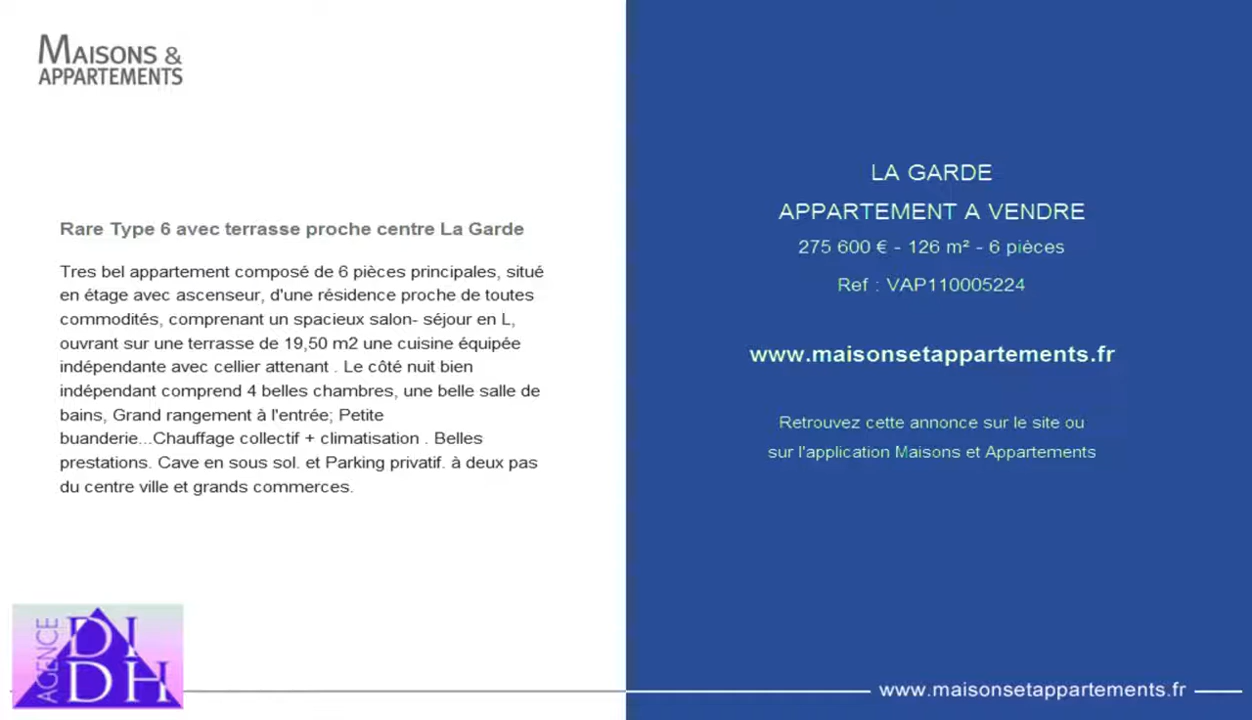 MAISONS &
APPARTEMENTS
Rare Type 6 avec terrasse proche centre La Garde
Tres bel appartement composé de 6 pièces principales, situé
en étage avec ascenseur, d'une résidence proche de toutes
commodités, comprenant un spacieux salon- séjour en L,
ouvrant sur une terrasse de 19,50 m2 une cuisine équipée
indépendante avec cellier attenant . Le côté nuit bien
indépendant comprend 4 belles chambres, une belle salle de
bains, Grand rangement à l'entrée; Petite
buanderie...Chauffage collectif + climatisation . Belles
prestations. Cave en sous sol. et Parking privatif. à deux pas
du centre ville et grands commerces.
AGENCE
DI
DH
LA GARDE
APPARTEMENT A VENDRE
275 600 € - 126 m² - 6 pièces
Ref : VAP110005224
www.maisonsetappartements.fr
Retrouvez cette annonce sur le site ou
sur l'application Maisons et Appartements
www.maisonsetappartements.fr